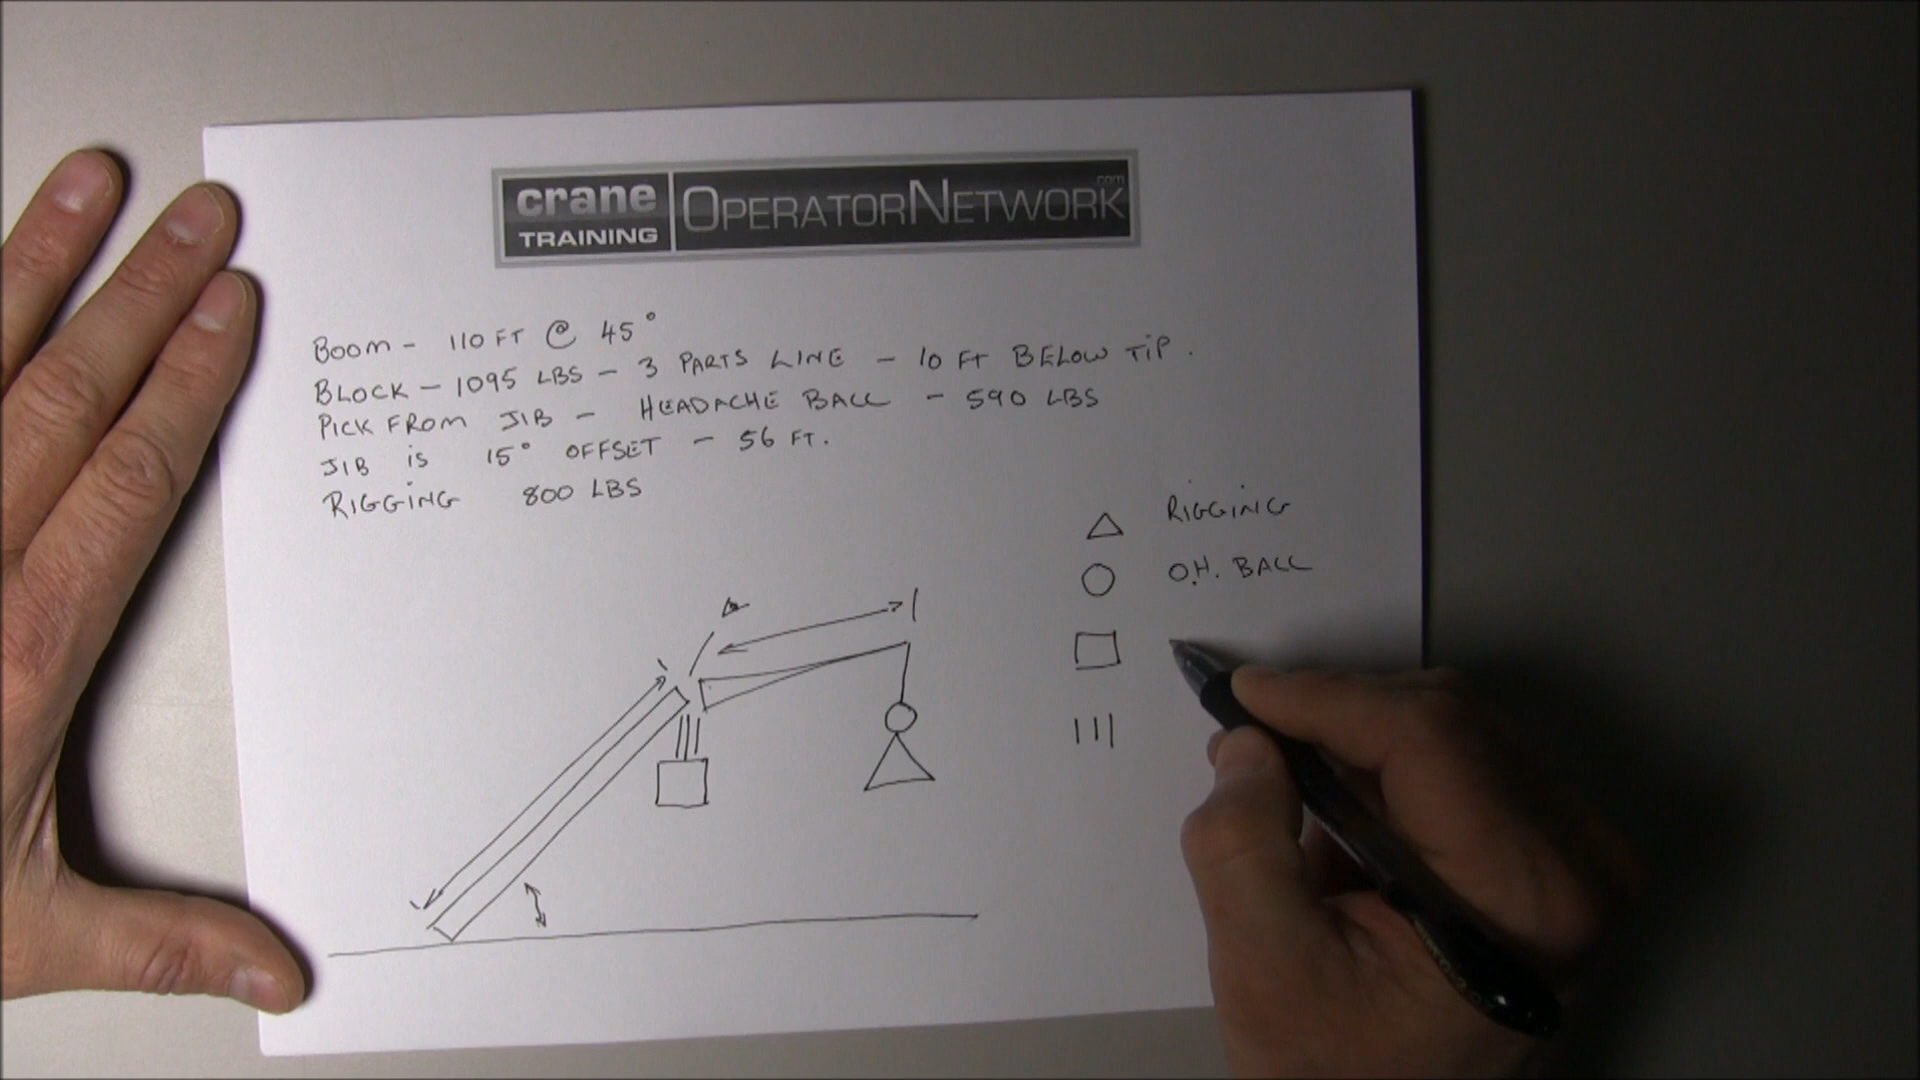 crane TRAINING OPERATORNETWORK .com
BOOM - 110 FT @ 45°
BLOCK - 1095 LBS - 3 PARTS LINE - 10 FT BELOW TIP.
PICK FROM JIB - HEADACHE BALL - 590 LBS
JIB is 15° OFFSET - 56 FT.
RIGGING 800 LBS
RIGGING
O.H. BALL